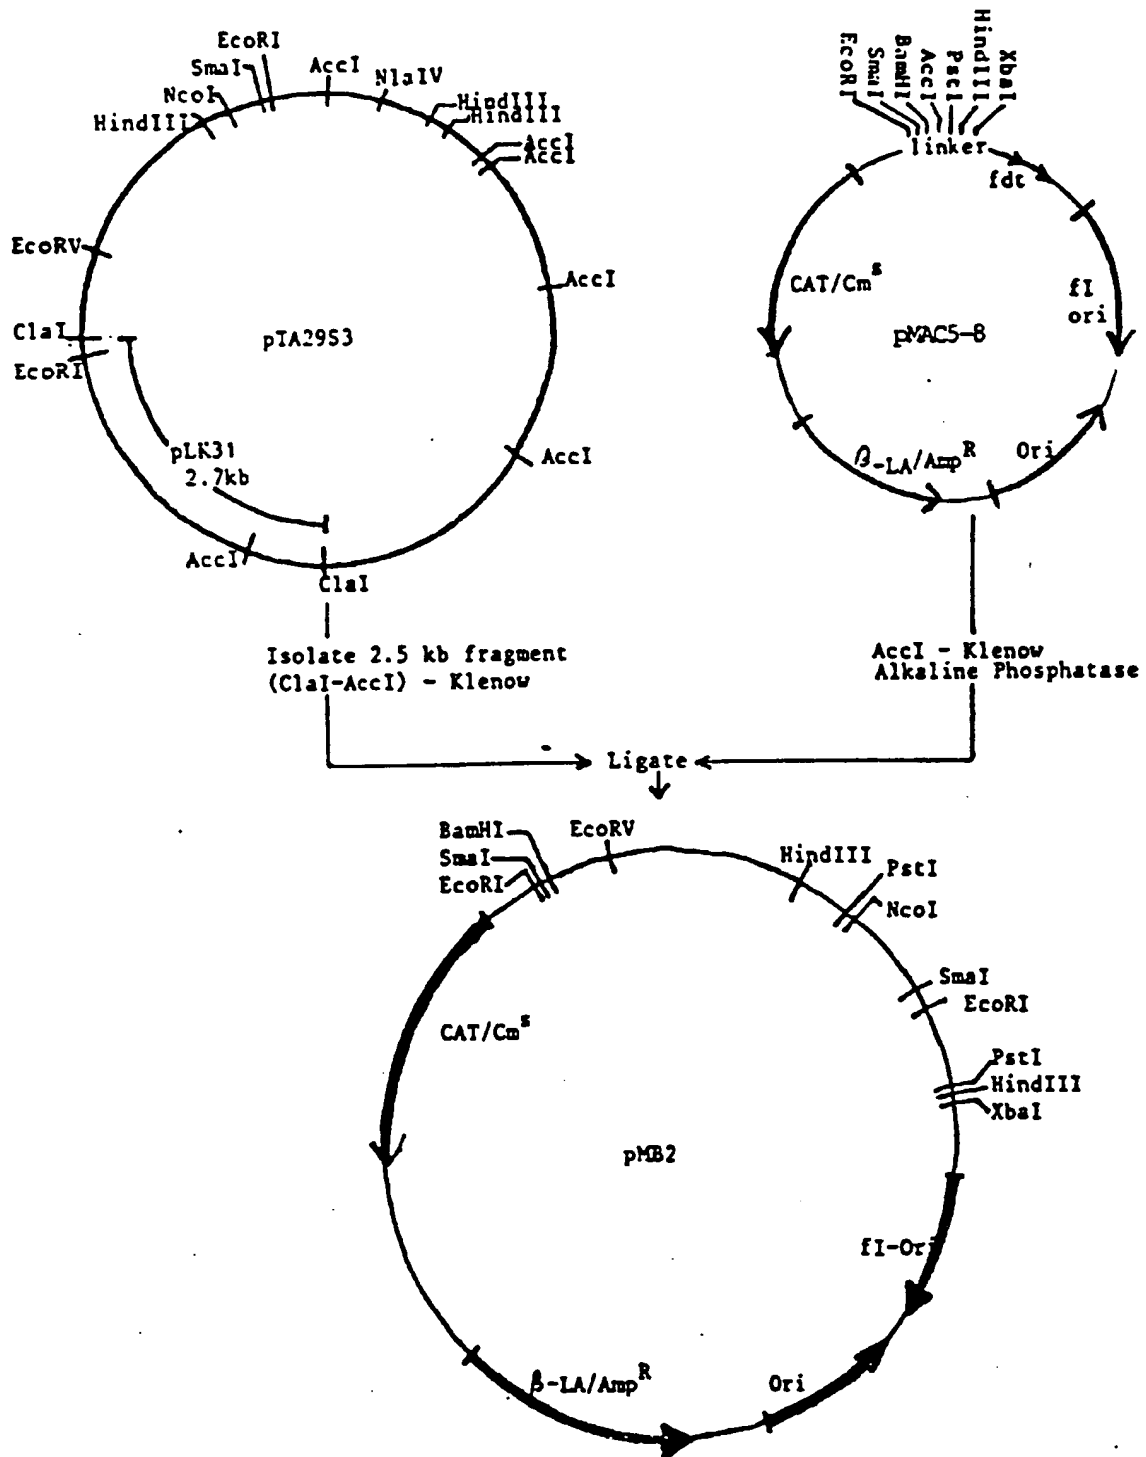 EcoRI
SmaI
AccI
NcoI
NlaIV
HindIII
HindIII
HindIII
AccI
AccI
EcoRV
AccI
ClaI
pTA29S3
EcoRI
pLK31
2.7kb
AccI
AccI
ClaI
EcoRI
SmaI
BamHI
AccI
PscI
HindIII
XbaI
linker
fdt
CAT/Cm^s
fI
ori
pMAC5-8
β-LA/Amp^R
Ori
Isolate 2.5 kb fragment
(ClaI-AccI) - Klenow
AccI - Klenow
Alkaline Phosphatase
Ligate
BamHI
EcoRV
SmaI
HindIII
EcoRI
PstI
NcoI
SmaI
EcoRI
CAT/Cm^s
PstI
HindIII
XbaI
pMB2
fI-Ori
β-LA/Amp^R
Ori